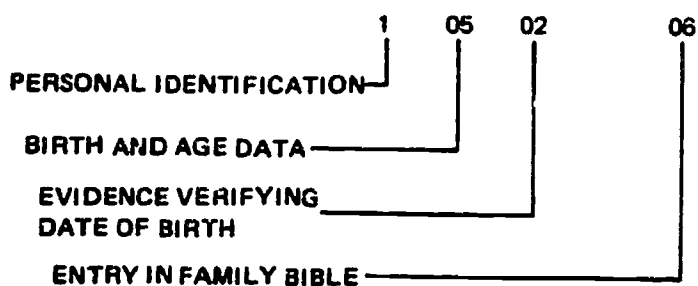 1 05 02 06
PERSONAL IDENTIFICATION
BIRTH AND AGE DATA
EVIDENCE VERIFYING
DATE OF BIRTH
ENTRY IN FAMILY BIBLE